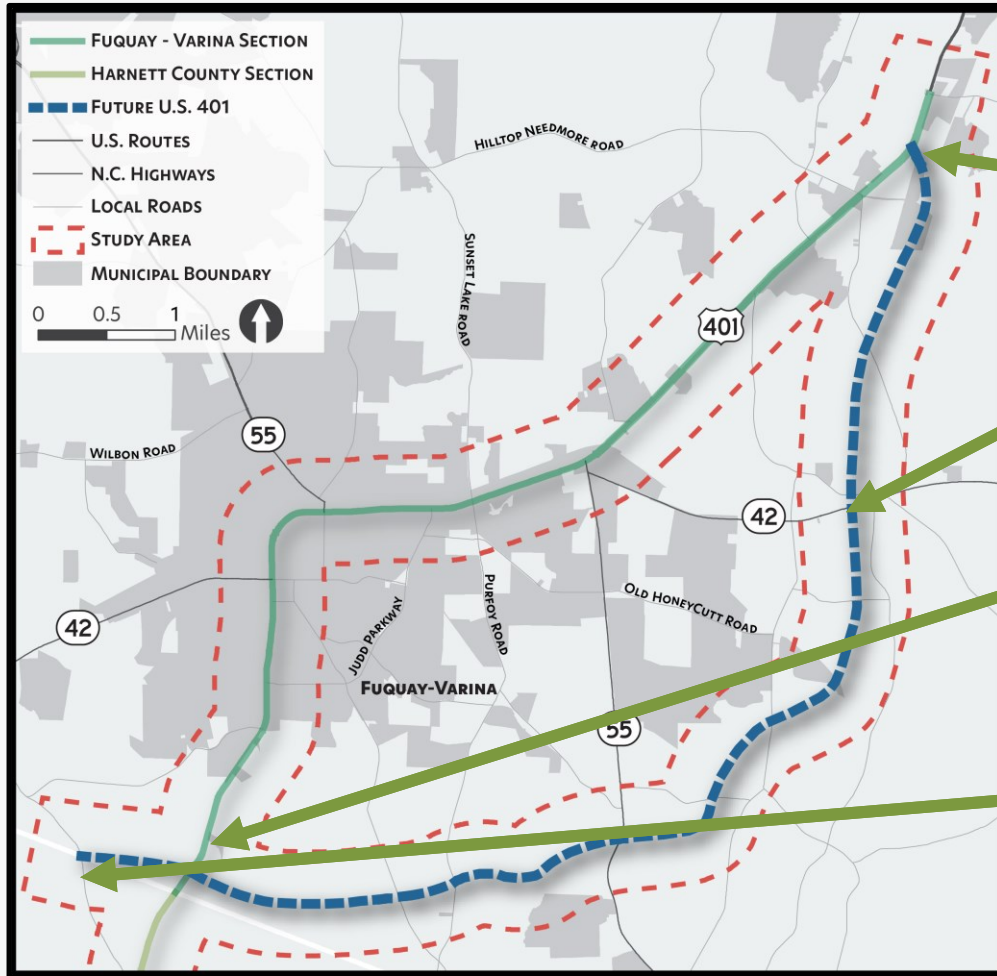 FUQUAY - VARINA SECTION
HARNETT COUNTY SECTION
FUTURE U.S. 401
U.S. ROUTES
N.C. HIGHWAYS
LOCAL ROADS
STUDY AREA
MUNICIPAL BOUNDARY
0 0.5 1
Miles
HILLTOP NEEDMORE ROAD
SUNSET LAKE ROAD
401
55
WILBON ROAD
42
42
OLD HONEYCUTT ROAD
PURFOY ROAD
JUDD PARKWAY
FUQUAY-VARINA
55